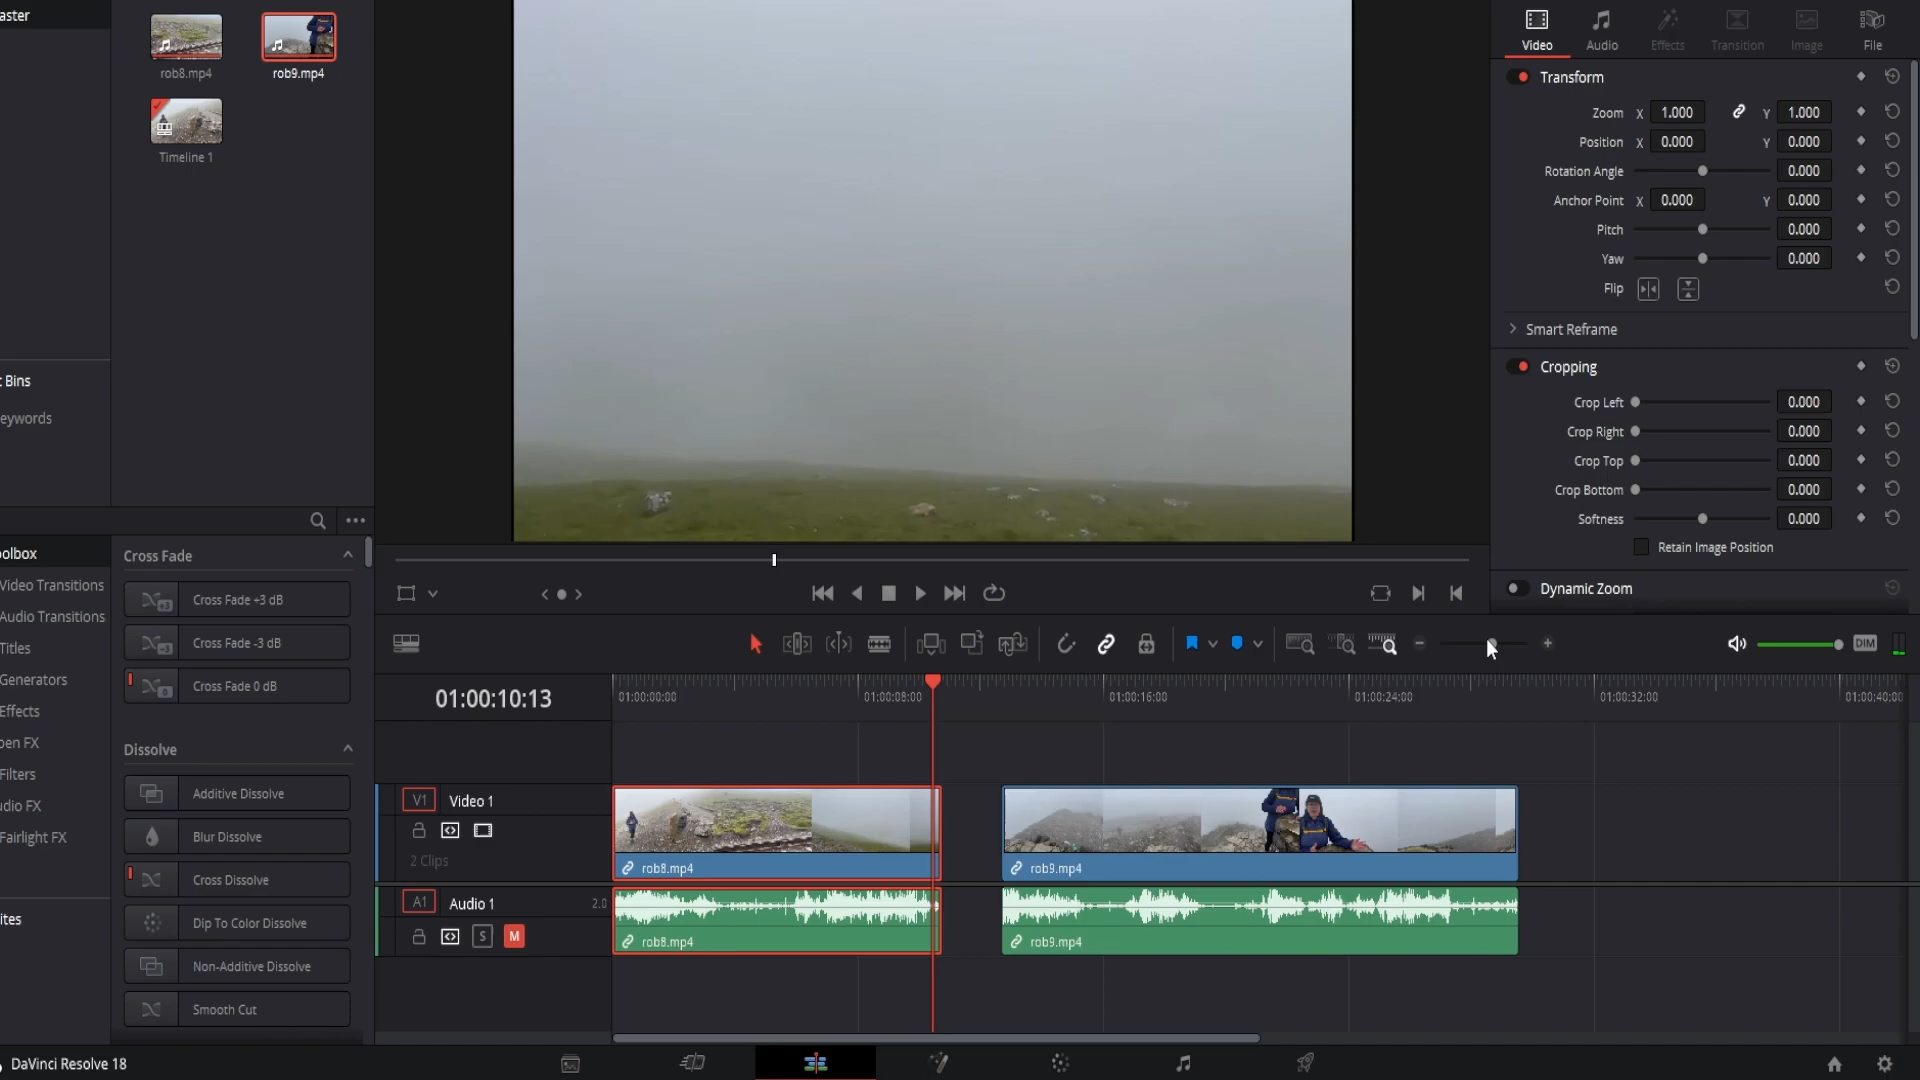 aster
rob8.mp4
rob9.mp4
Timeline 1
Bins
eywords
Video
Audio
Effects
Transition
Image
File
Transform
Zoom X 1.000 Y 1.000
Position X 0.000 Y 0.000
Rotation Angle 0.000
Anchor Point X 0.000 Y 0.000
Pitch 0.000
Yaw 0.000
Flip
Smart Reframe
Cropping
Crop Left 0.000
Crop Right 0.000
Crop Top 0.000
Crop Bottom 0.000
Softness 0.000
Retain Image Position
Dynamic Zoom
oolbox
Video Transitions
Audio Transitions
Titles
Generators
Effects
pen FX
Filters
udio FX
Fairlight FX
ites
Cross Fade
Cross Fade +3 dB
Cross Fade -3 dB
Cross Fade 0 dB
Dissolve
Additive Dissolve
Blur Dissolve
Cross Dissolve
Dip To Color Dissolve
Non-Additive Dissolve
Smooth Cut
DIM
01:00:10:13
01:00:00:00
01:00:08:00
01:00:16:00
01:00:24:00
01:00:32:00
01:00:40:00
V1 Video 1
2 Clips
rob8.mp4
rob9.mp4
A1 Audio 1 2.0
S M
rob8.mp4
rob9.mp4
DaVinci Resolve 18